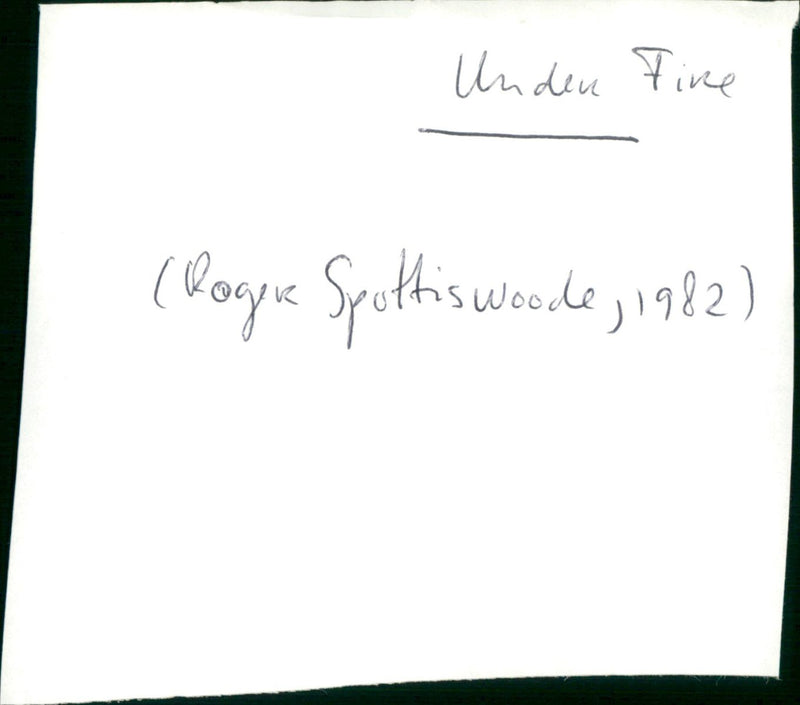 Under Fire
(Roger Spottiswoode, 1982)